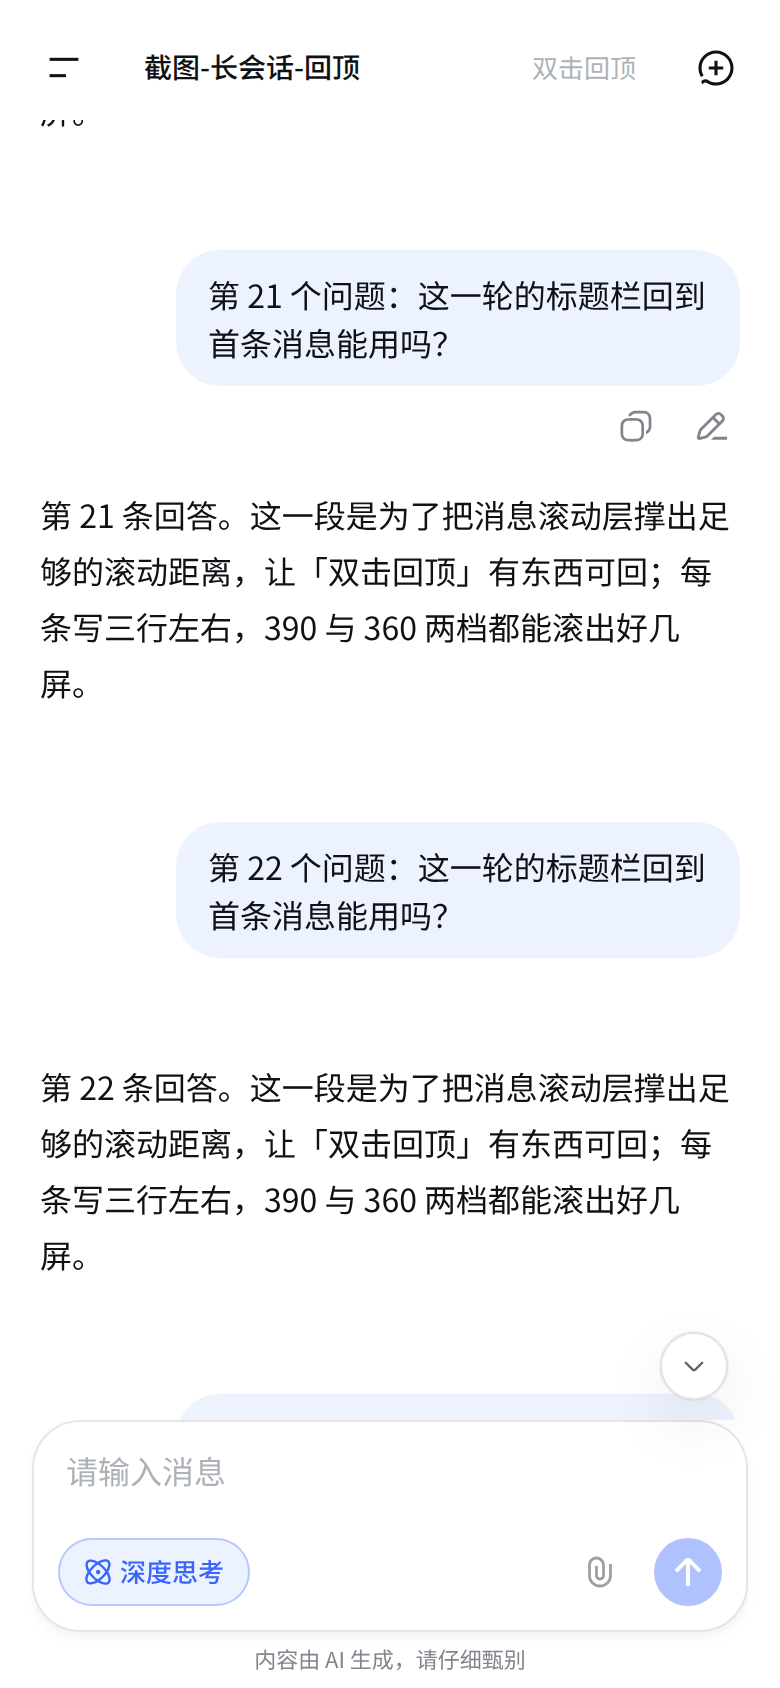 截图-长会话-回顶
双击回顶
第 21 个问题：这一轮的标题栏回到
首条消息能用吗？
第 21 条回答。这一段是为了把消息滚动层撑出足
够的滚动距离，让「双击回顶」有东西可回；每
条写三行左右，390 与 360 两档都能滚出好几
屏。
第 22 个问题：这一轮的标题栏回到
首条消息能用吗？
第 22 条回答。这一段是为了把消息滚动层撑出足
够的滚动距离，让「双击回顶」有东西可回；每
条写三行左右，390 与 360 两档都能滚出好几
屏。
请输入消息
深度思考
内容由 AI 生成，请仔细甄别